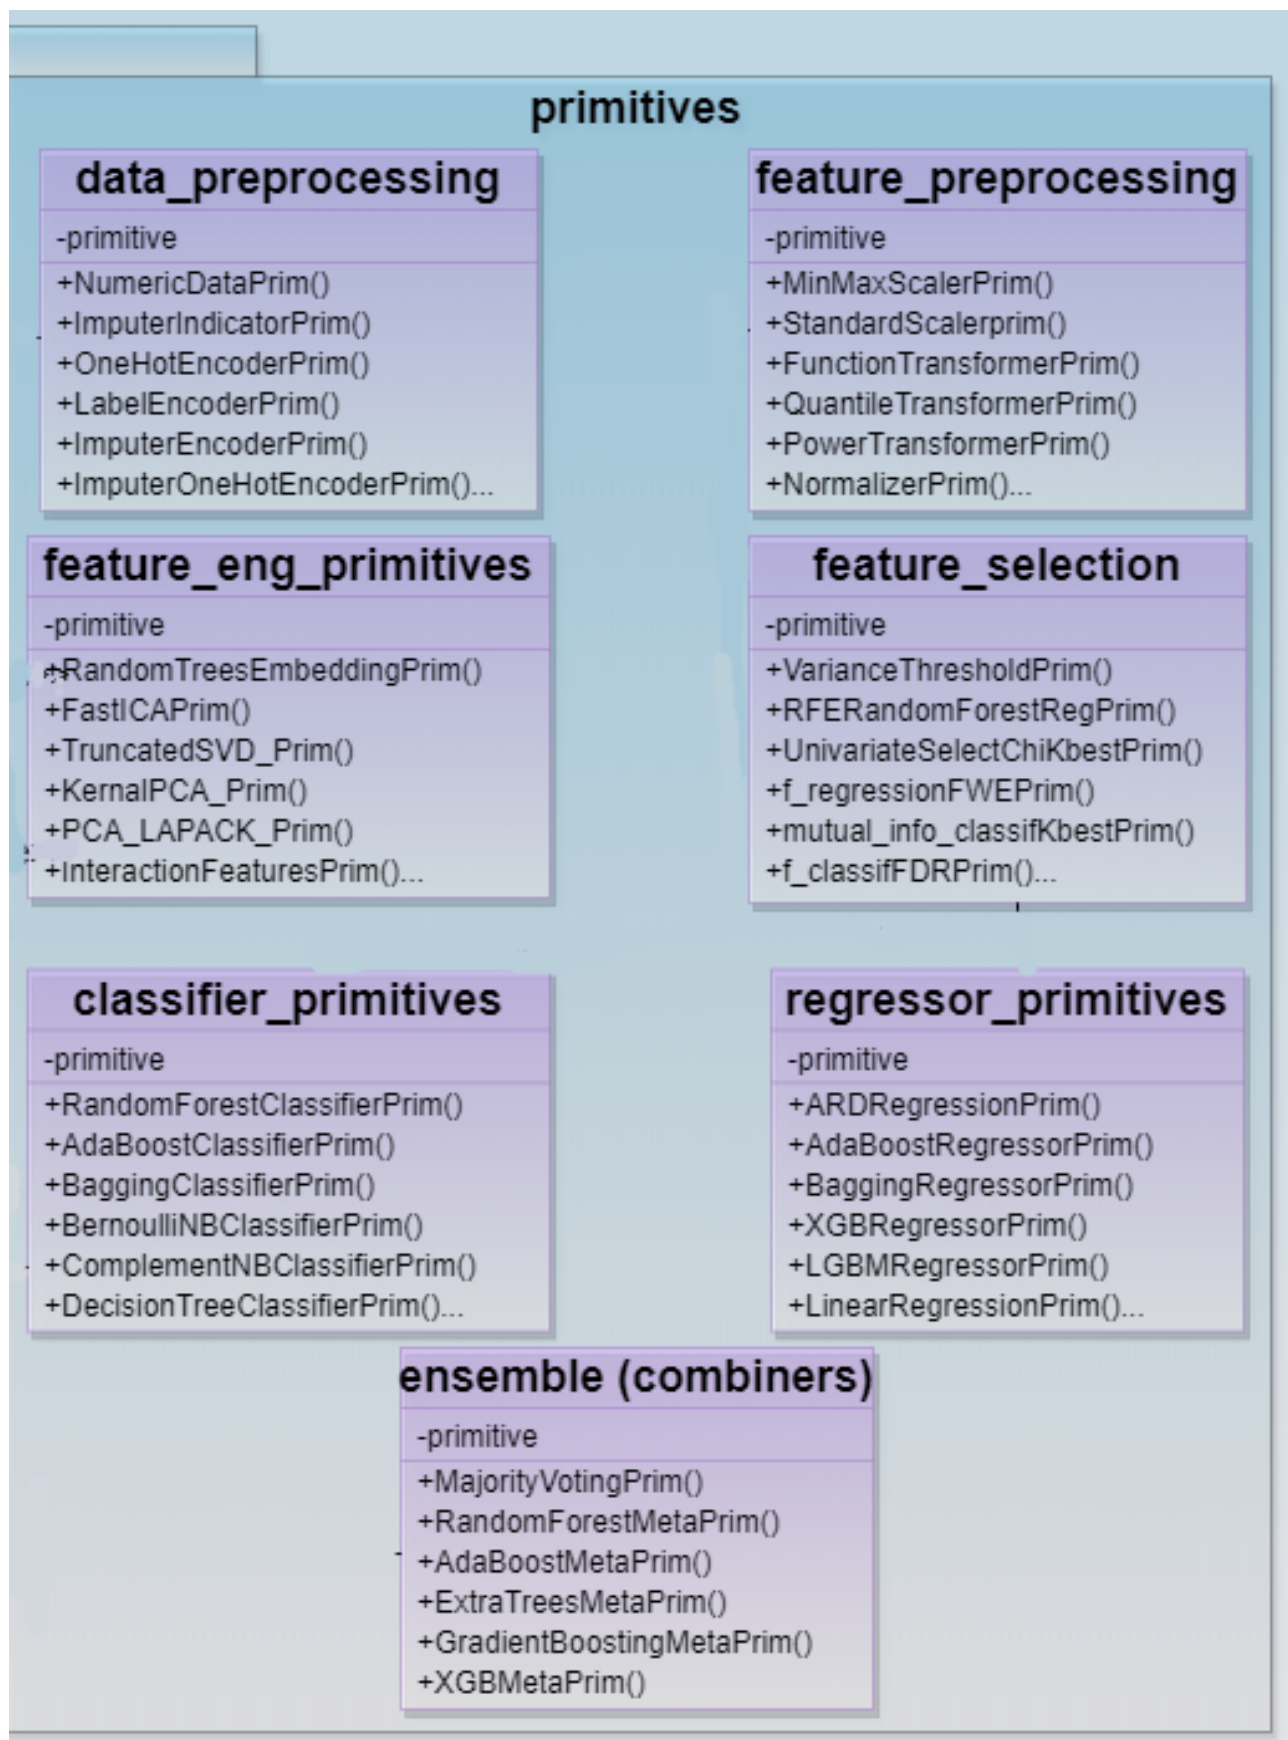 primitives
data_preprocessing
-primitive
+NumericDataPrim()
+ImputerIndicatorPrim()
+OneHotEncoderPrim()
+LabelEncoderPrim()
+ImputerEncoderPrim()
+ImputerOneHotEncoderPrim()...
feature_preprocessing
-primitive
+MinMaxScalerPrim()
+StandardScalerprim()
+FunctionTransformerPrim()
+QuantileTransformerPrim()
+PowerTransformerPrim()
+NormalizerPrim()...
feature_eng_primitives
-primitive
+RandomTreesEmbeddingPrim()
+FastICAPrim()
+TruncatedSVD_Prim()
+KernalPCA_Prim()
+PCA_LAPACK_Prim()
+InteractionFeaturesPrim()...
feature_selection
-primitive
+VarianceThresholdPrim()
+RFERandomForestRegPrim()
+UnivariateSelectChiKbestPrim()
+f_regressionFWEPrim()
+mutual_info_classifKbestPrim()
+f_classifFDRPrim()...
classifier_primitives
-primitive
+RandomForestClassifierPrim()
+AdaBoostClassifierPrim()
+BaggingClassifierPrim()
+BernoulliNBClassifierPrim()
+ComplementNBClassifierPrim()
+DecisionTreeClassifierPrim()...
regressor_primitives
-primitive
+ARDRegressionPrim()
+AdaBoostRegressorPrim()
+BaggingRegressorPrim()
+XGBRegressorPrim()
+LGBMRegressorPrim()
+LinearRegressionPrim()...
ensemble (combiners)
-primitive
+MajorityVotingPrim()
+RandomForestMetaPrim()
+AdaBoostMetaPrim()
+ExtraTreesMetaPrim()
+GradientBoostingMetaPrim()
+XGBMetaPrim()